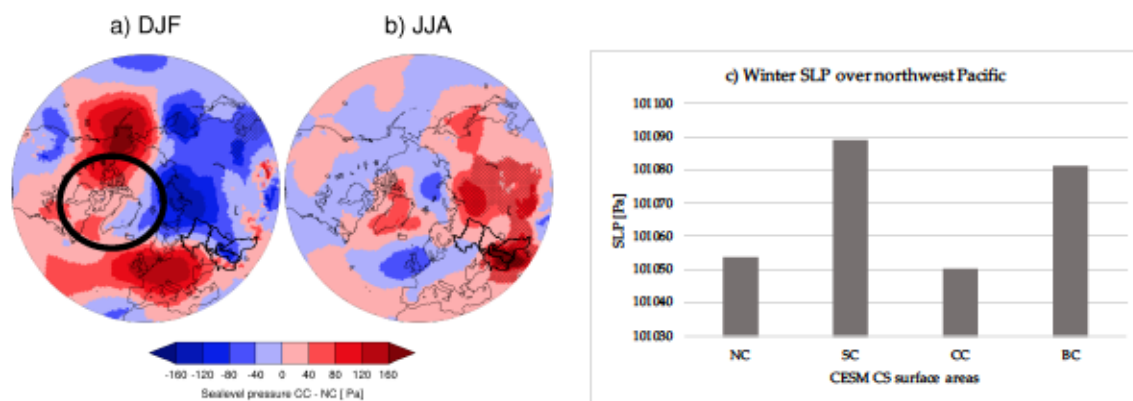 a) DJF
b) JJA
-160 -120 -80 -40 0 40 80 120 160
Sealevel pressure CC - NC [ Pa]
c) Winter SLP over northwest Pacific
SLP [Pa]
101100
101090
101080
101070
101060
101050
101040
101030
NC SC CC BC
CESM CS surface areas